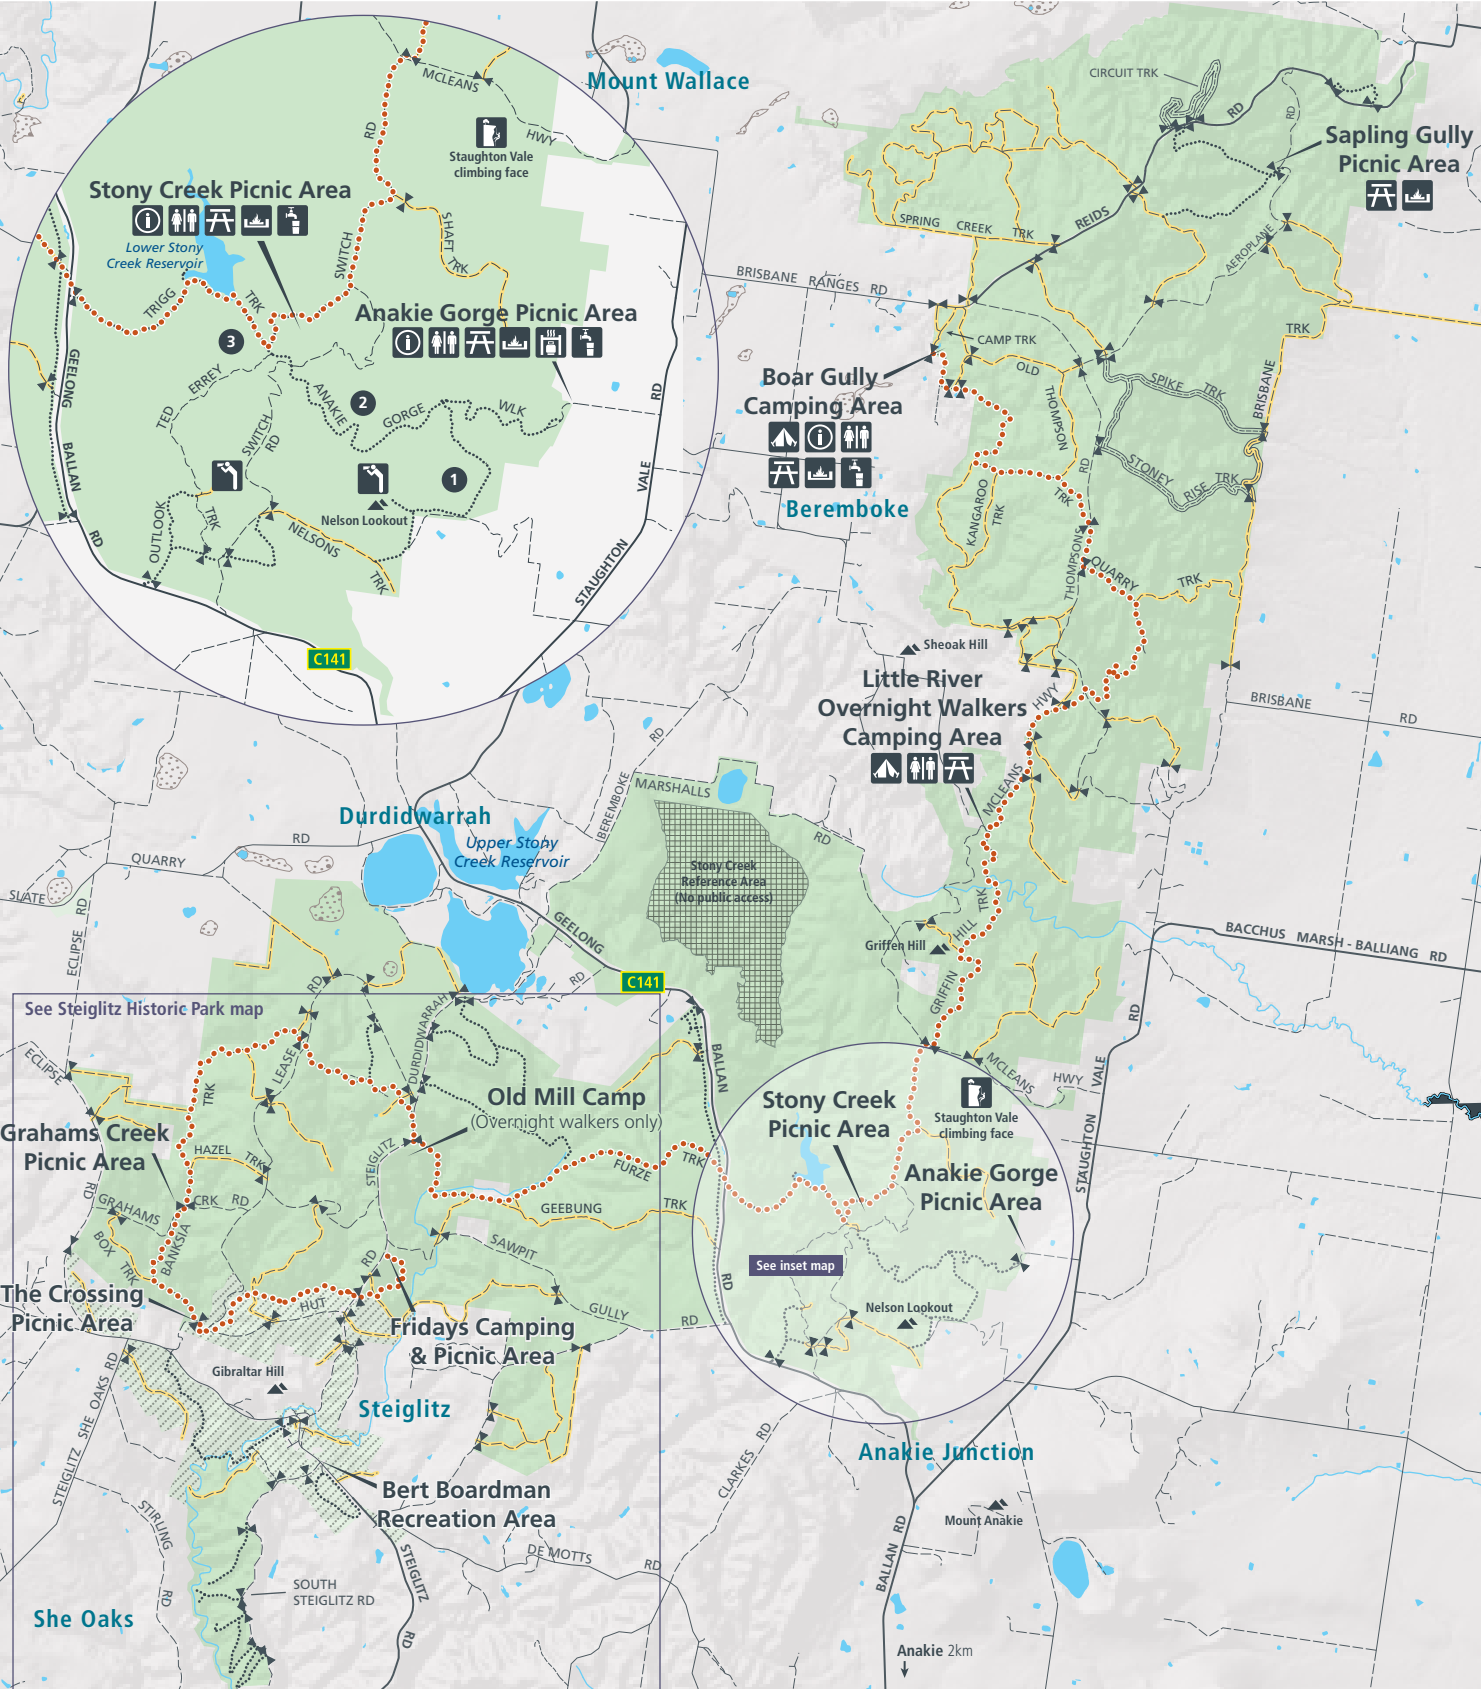 Mount Wallace
CIRCUIT TRK
RD
RD
Sapling Gully
Picnic Area
MCLEANS
HWY
RD
Staughton Vale
climbing face
Stony Creek Picnic Area
Lower Stony
Creek Reservoir
SWITCH
SHAFT TRK
TRIGG
TRK
Anakie Gorge Picnic Area
3
GEELONG
BALLAN
RD
TED
ERREY
TRK
ANAKIE
GORGE
WLK
2
SWITCH
RD
1
Nelson Lookout
OUTLOOK
NELSONS
TRK
RD
VALE
STAUGHTON
C141
SPRING CREEK TRK
REIDS
AEROPLANE
BRISBANE RANGES RD
CAMP TRK
TRK
Boar Gully
Camping Area
OLD
THOMPSON
RD
SPIKE TRK
BRISBANE
STONEY
RISE
TRK
Beremboke
KANGAROO
TRK
TRK
THOMPSONS
QUARRY
TRK
Sheoak Hill
Little River
Overnight Walkers
Camping Area
HWY
MCLEANS
BRISBANE
RD
BEREMBOKE
RD
MARSHALLS
RD
Durdidwarrah
Upper Stony
Creek Reservoir
Stony Creek
Reference Area
(No public access)
RD
QUARRY
SLATE
ECLIPSE RD
GEELONG
RD
C141
TRK
HILL
GRIFFIN
Griffen Hill
BACCHUS MARSH - BALLIANG RD
RD
VALE
STAUGHTON
See Steiglitz Historic Park map
RD
LEASE
DURDIDWARRAH
BALLAN
RD
MCLEANS
HWY
ECLIPSE
TRK
Old Mill Camp
(Overnight walkers only)
Stony Creek
Picnic Area
Staughton Vale
climbing face
Grahams Creek
Picnic Area
HAZEL
TRK
STEIGLITZ
FURZE
TRK
Anakie Gorge
Picnic Area
RD
GRAHAMS
CRK RD
BOX
TRK
BANKSIA
RD
GEEBUNG
TRK
SAWPIT
GULLY
RD
See inset map
The Crossing
Picnic Area
HUT
Fridays Camping
& Picnic Area
Nelson Lookout
Gibraltar Hill
Steiglitz
STEIGLITZ SHE OAKS RD
CLARKES RD
Anakie Junction
Bert Boardman
Recreation Area
STIRLING
RD
STEIGLITZ
RD
DE MOTTS
RD
Mount Anakie
BALLAN RD
SOUTH
STEIGLITZ RD
She Oaks
Anakie 2km